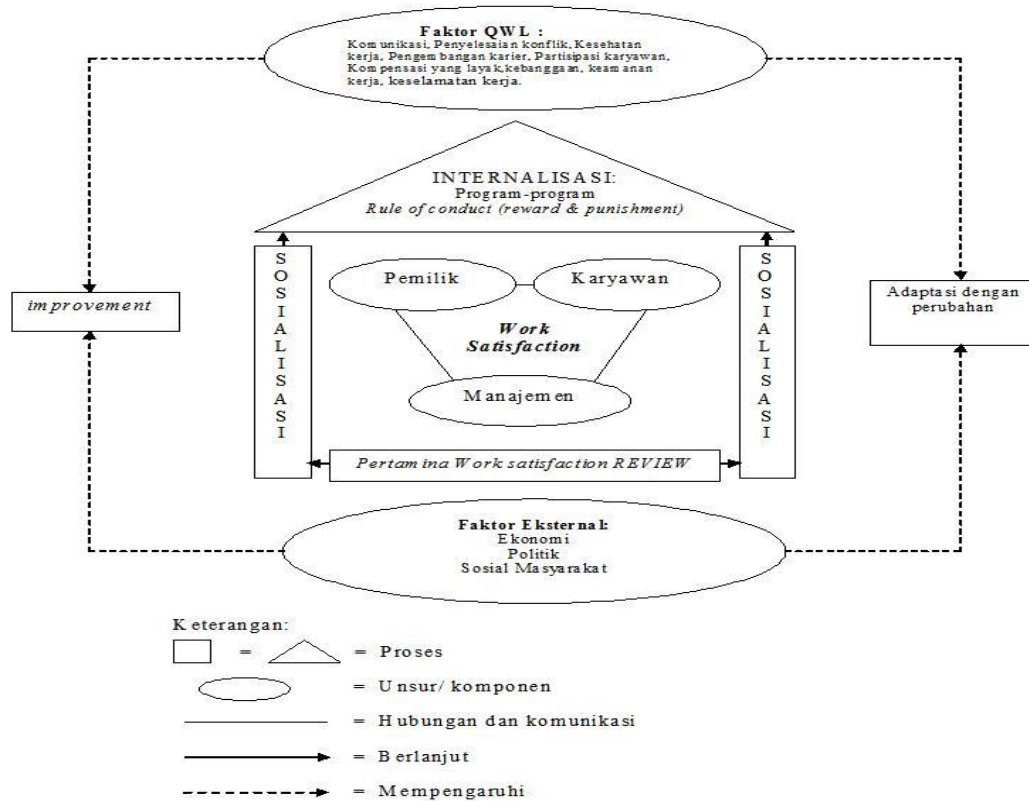 Faktor QWL :
Komunikasi, Penyelesaian konflik, Kesehatan
kerja, Pengembangan karier, Partisipasi karyawan,
Kompensasi yang layak,kebanggaan, keamanan
kerja, keselamatan kerja.
INTERNALISASI:
Program-program
Rule of conduct (reward & punishment)
SOSIALISASI
Pemilik
Karyawan
Work
Satisfaction
Manajemen
SOSIALISASI
improvement
Adaptasi dengan
perubahan
Pertamina Work satisfaction REVIEW
Faktor Eksternal:
Ekonomi
Politik
Sosial Masyarakat
Keterangan:
= = Proses
= Unsur/ komponen
= Hubungan dan komunikasi
= Berlanjut
= Mempengaruhi